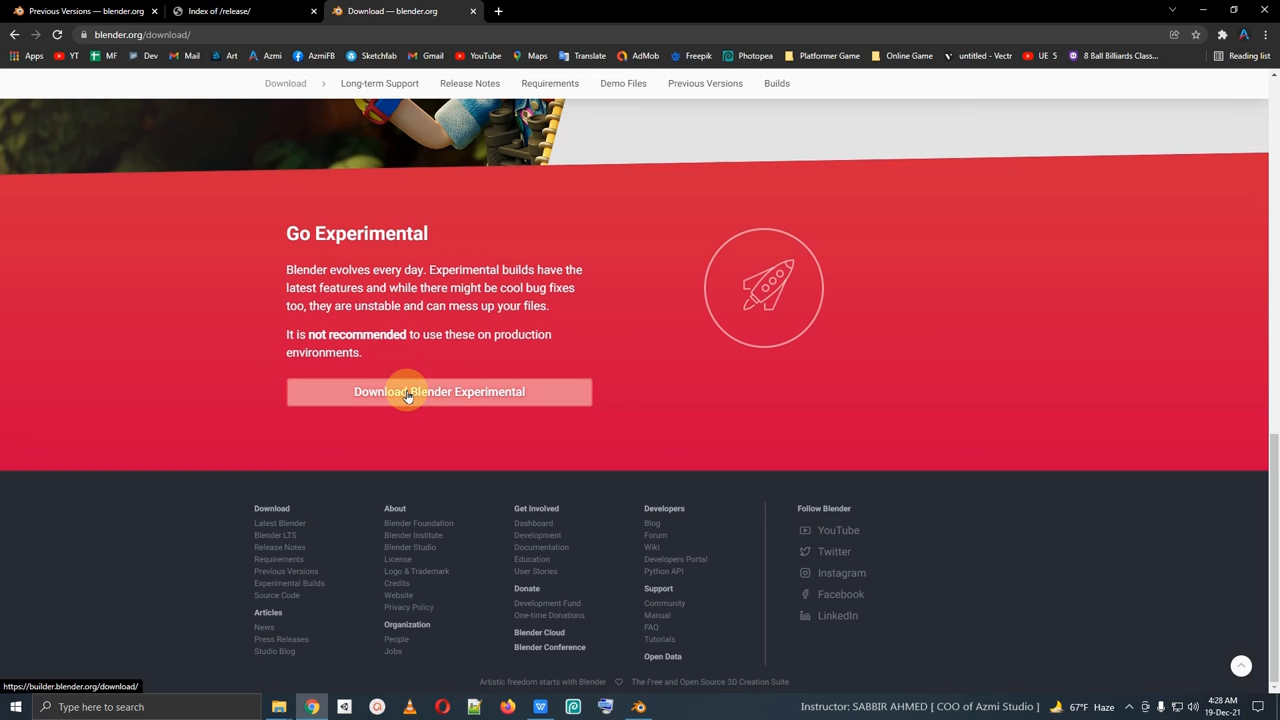 Previous Versions — blender.org
Index of /release/
Download — blender.org
blender.org/download/
Apps
YT
MF
Dev
Mail
Art
Azmi
AzmiFB
Sketchfab
Gmail
YouTube
Maps
Translate
AdMob
Freepik
Photopea
Platformer Game
Online Game
untitled - Vectr
UE 5
8 Ball Billiards Class...
Reading list
Download
Long-term Support
Release Notes
Requirements
Demo Files
Previous Versions
Builds
Go Experimental
Blender evolves every day. Experimental builds have the
latest features and while there might be cool bug fixes
too, they are unstable and can mess up your files.
It is not recommended to use these on production
environments.
Download Blender Experimental
Download
Latest Blender
Blender LTS
Release Notes
Requirements
Previous Versions
Experimental Builds
Source Code
Articles
News
Press Releases
Studio Blog
About
Blender Foundation
Blender Institute
Blender Studio
License
Logo & Trademark
Credits
Website
Privacy Policy
Organization
People
Jobs
Get Involved
Dashboard
Development
Documentation
Education
User Stories
Donate
Development Fund
One-time Donations
Blender Cloud
Blender Conference
Developers
Blog
Forum
Wiki
Developers Portal
Python API
Support
Community
Manual
FAQ
Tutorials
Open Data
Follow Blender
YouTube
Twitter
Instagram
Facebook
LinkedIn
Artistic freedom starts with Blender
The Free and Open Source 3D Creation Suite
https://builder.blender.org/download/
Type here to search
Instructor: SABBIR AHMED [ COO of Azmi Studio ]
67°F Haze
4:28 AM
19-Dec-21